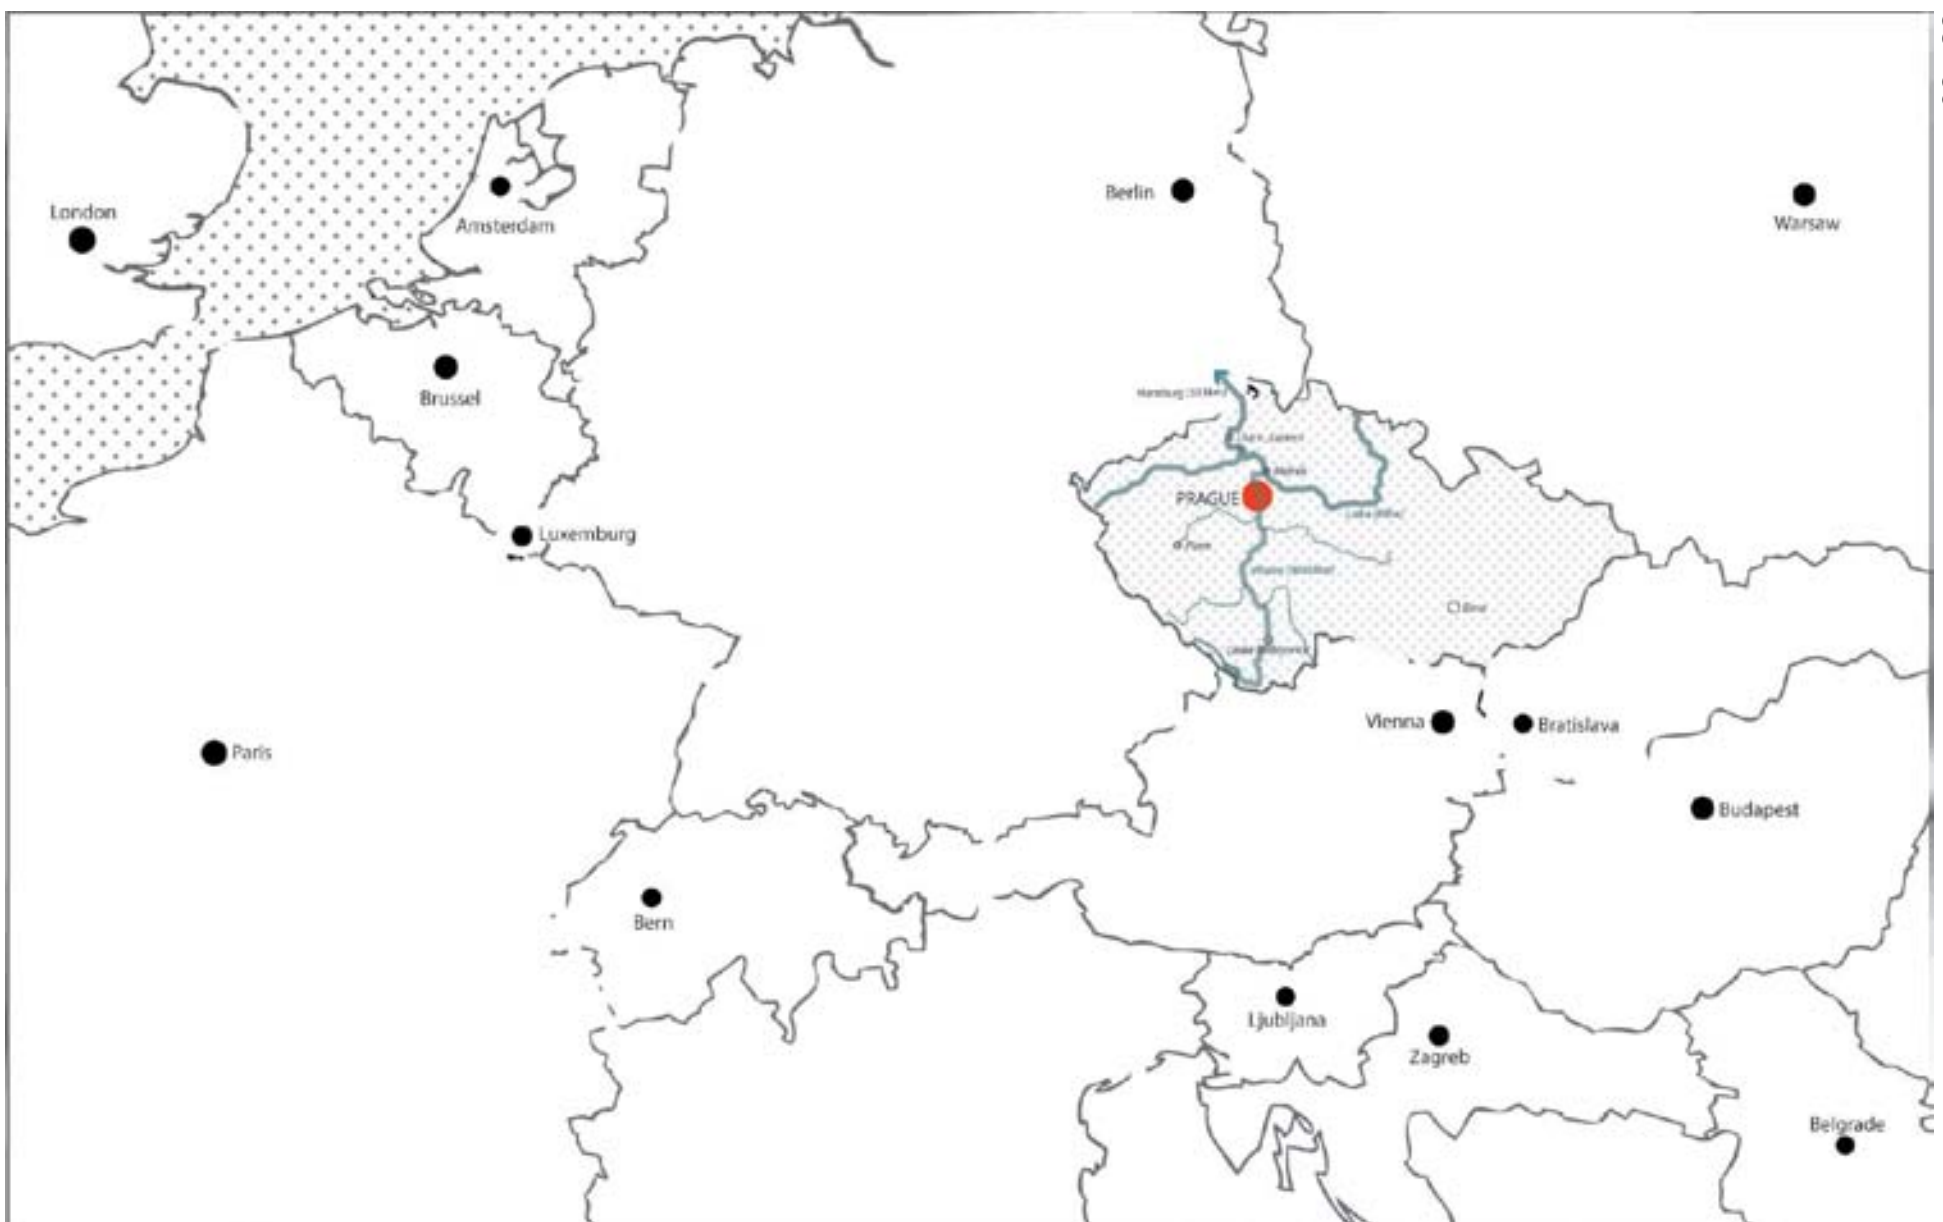 London
Amsterdam
Berlin
Warsaw
Brussel
PRAGUE
Luxemburg
Vienna
Bratislava
Paris
Budapest
Bern
Ljubljana
Zagreb
Belgrade